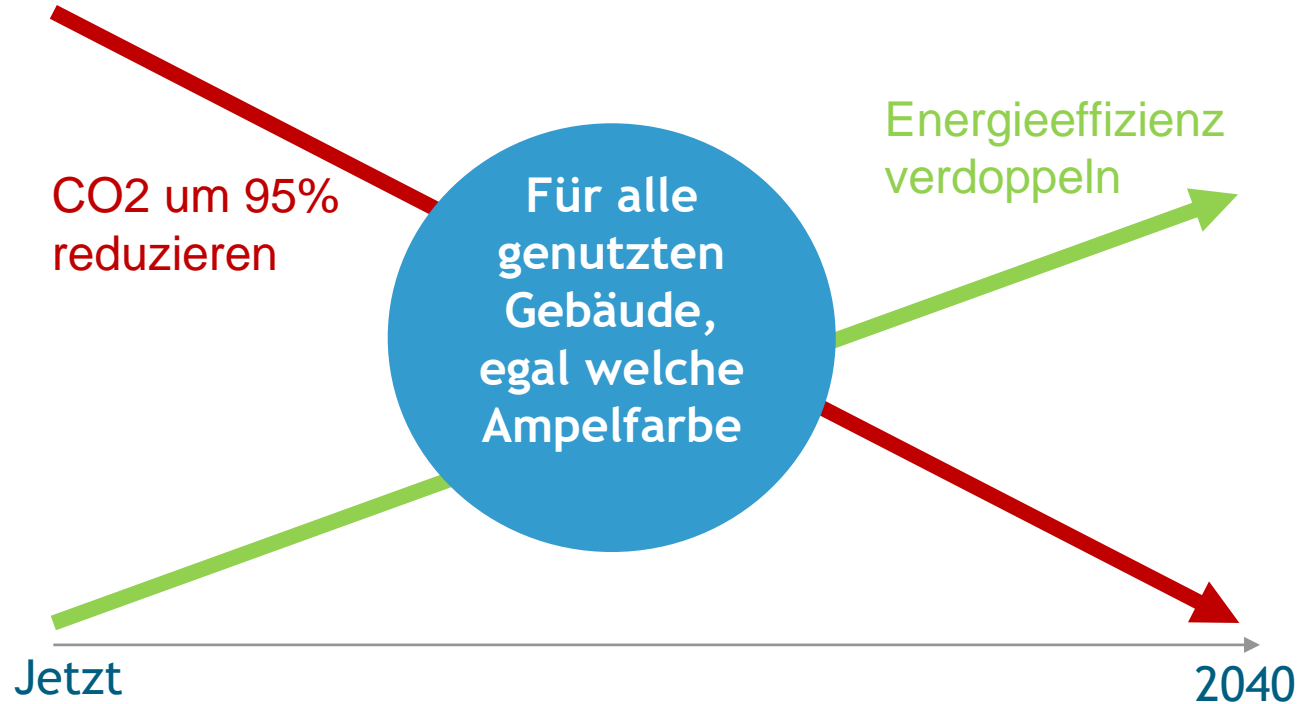 CO2 um 95%
reduzieren
Für alle
genutzten
Gebäude,
egal welche
Ampelfarbe
Energieeffizienz
verdoppeln
Jetzt
2040